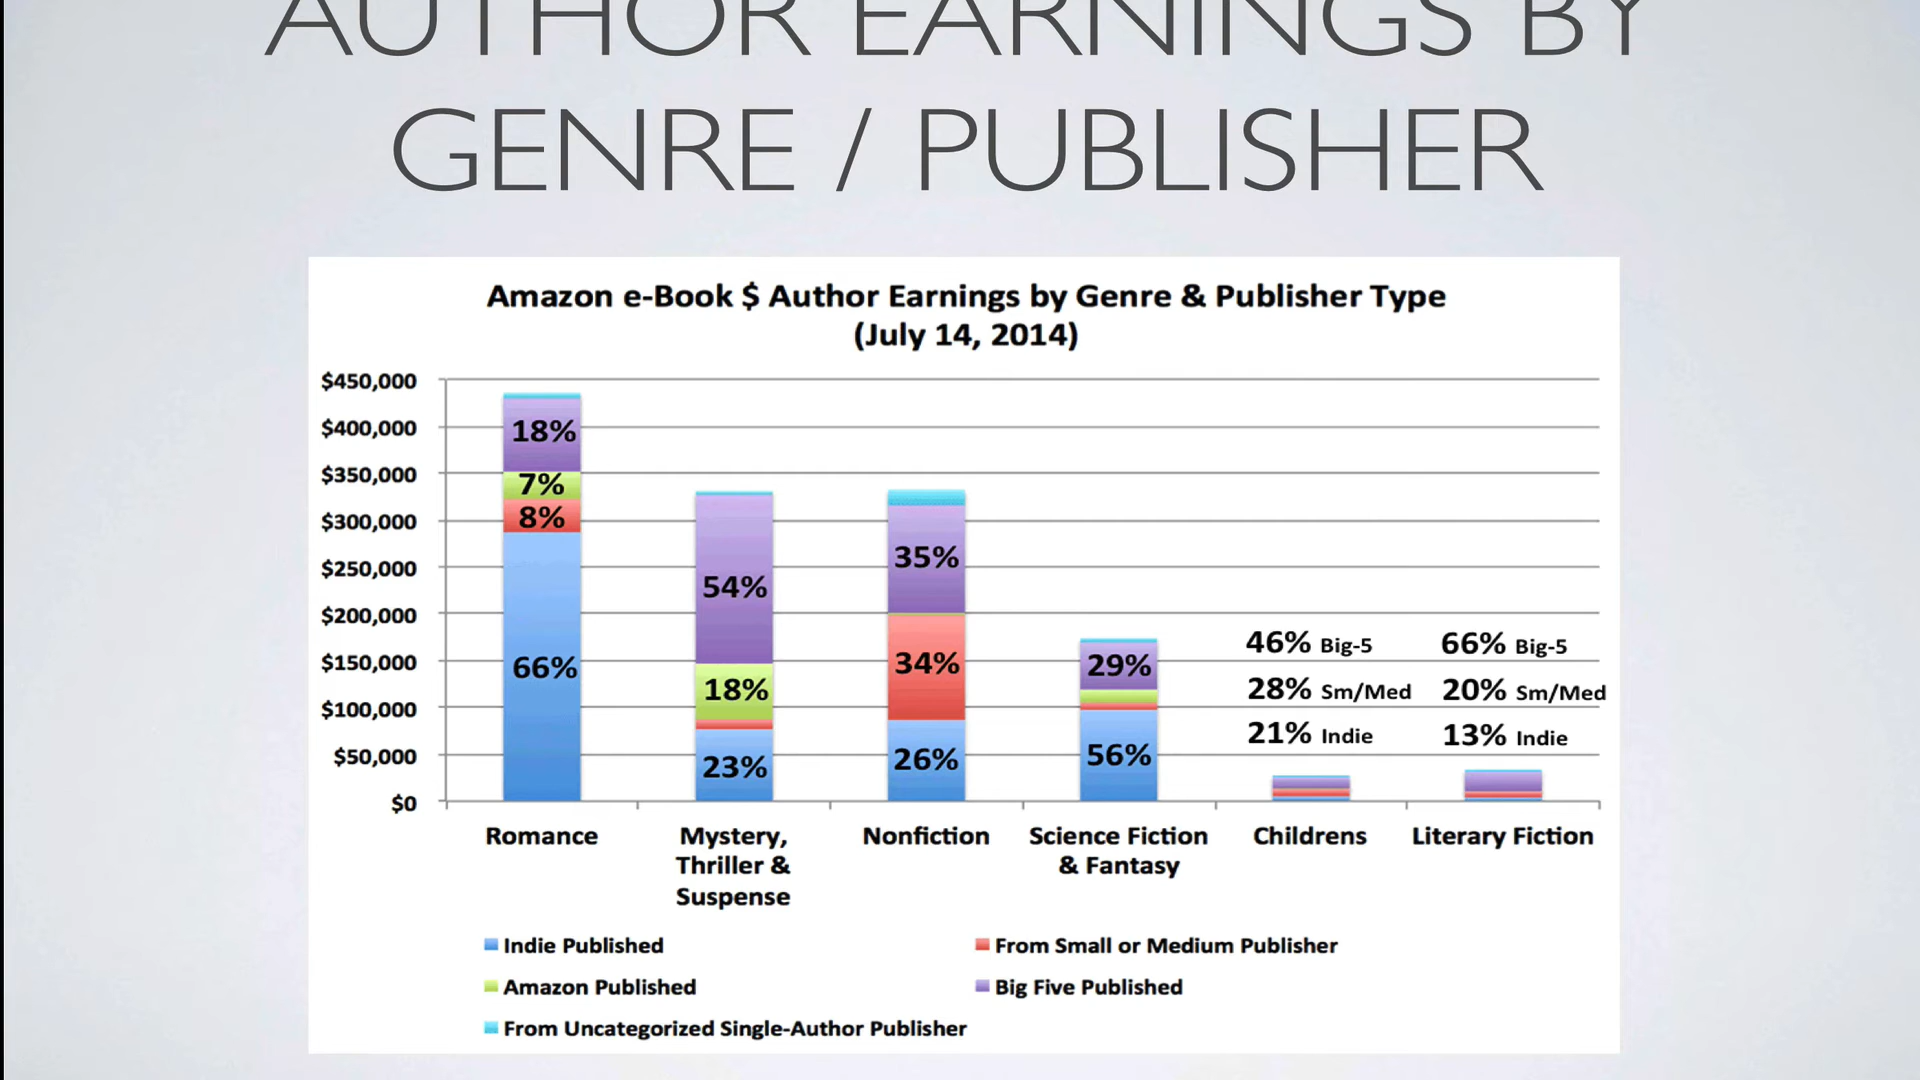 AUTHOR EARNINGS BY
GENRE / PUBLISHER
Amazon e-Book $ Author Earnings by Genre & Publisher Type
(July 14, 2014)
$450,000
$400,000
$350,000
$300,000
$250,000
$200,000
$150,000
$100,000
$50,000
$0
18%
7%
8%
66%
54%
18%
23%
35%
34%
26%
29%
56%
46% Big-5
28% Sm/Med
21% Indie
66% Big-5
20% Sm/Med
13% Indie
Romance
Mystery,
Thriller &
Suspense
Nonfiction
Science Fiction
& Fantasy
Childrens
Literary Fiction
Indie Published
From Small or Medium Publisher
Amazon Published
Big Five Published
From Uncategorized Single-Author Publisher